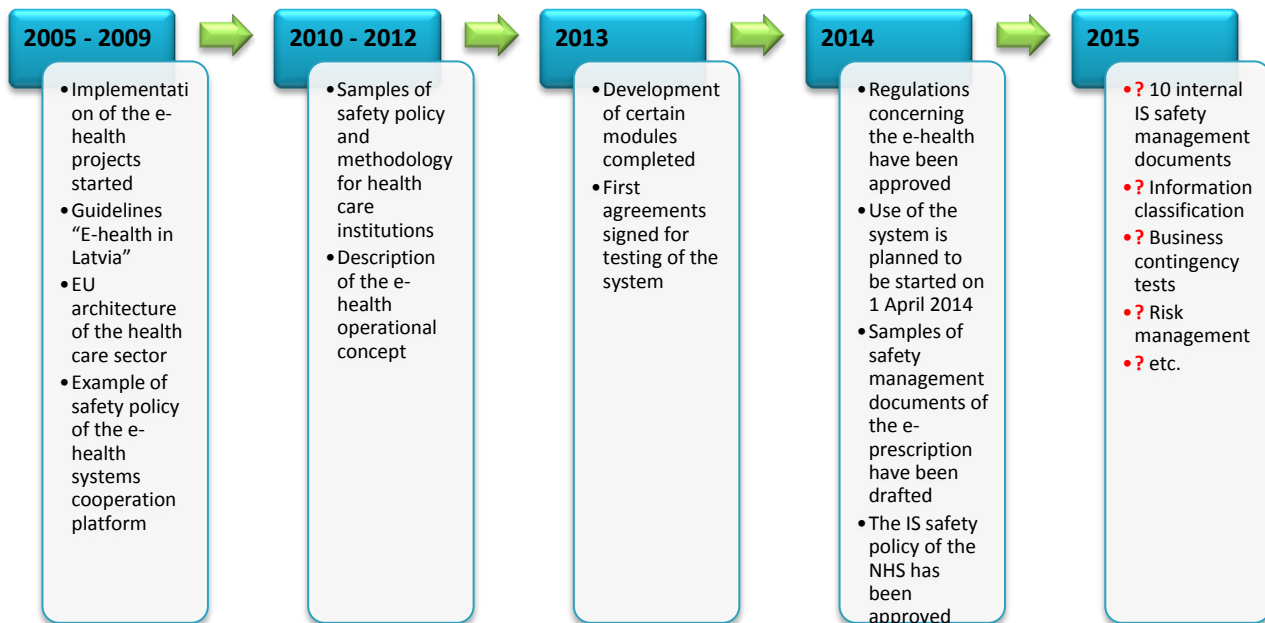 2005 - 2009
• Implementati
on of the e-
health
projects
started
• Guidelines
“E-health in
Latvia”
• EU
architecture
of the health
care sector
• Example of
safety policy
of the e-
health
systems
cooperation
platform
2010 - 2012
• Samples of
safety policy
and
methodology
for health
care
institutions
• Description
of the e-
health
operational
concept
2013
• Development
of certain
modules
completed
• First
agreements
signed for
testing of the
system
2014
• Regulations
concerning
the e-health
have been
approved
• Use of the
system is
planned to
be started on
1 April 2014
• Samples of
safety
management
documents of
the e-
prescription
have been
drafted
• The IS safety
policy of the
NHS has
been
approved
2015
• ? 10 internal
IS safety
management
documents
• ? Information
classification
• ? Business
contingency
tests
• ? Risk
management
• ? etc.